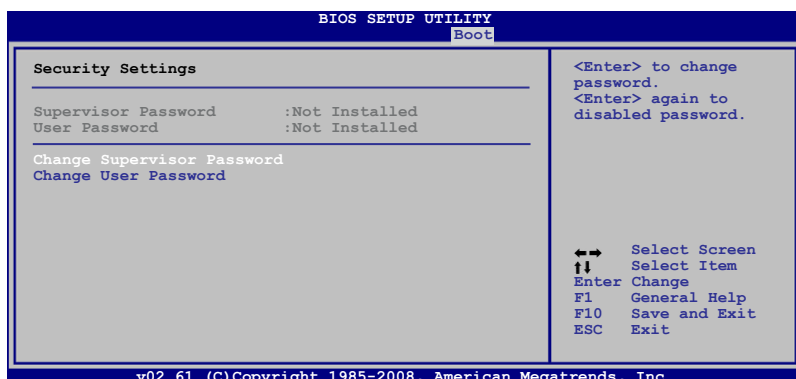 BIOS SETUP UTILITY
Boot
Security Settings
Supervisor Password :Not Installed
User Password :Not Installed
Change Supervisor Password
Change User Password
<Enter> to change
password.
<Enter> again to
disabled password.
←→ Select Screen
↑↓ Select Item
Enter Change
F1 General Help
F10 Save and Exit
ESC Exit
v02.61 (C)Copyright 1985-2008, American Megatrends, Inc.